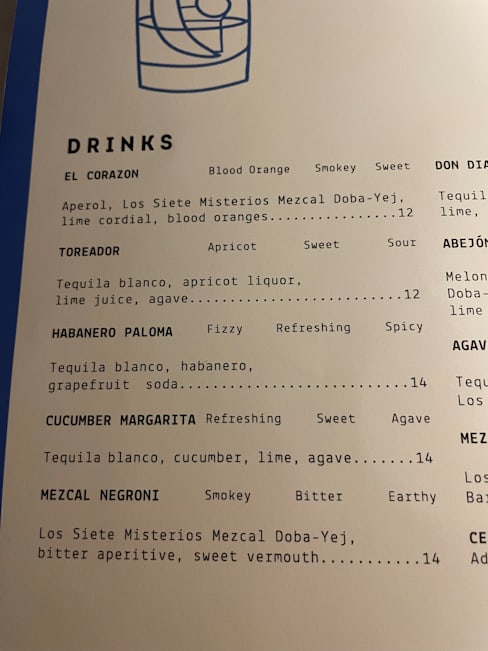 DRINKS
EL CORAZON Blood Orange Smokey Sweet
Aperol, Los Siete Misterios Mezcal Doba-Yej,
lime cordial, blood oranges................12
TOREADOR Apricot Sweet Sour
Tequila blanco, apricot liquor,
lime juice, agave...........................12
HABANERO PALOMA Fizzy Refreshing Spicy
Tequila blanco, habanero,
grapefruit soda.............................14
CUCUMBER MARGARITA Refreshing Sweet Agave
Tequila blanco, cucumber, lime, agave.......14
MEZCAL NEGRONI Smokey Bitter Earthy
Los Siete Misterios Mezcal Doba-Yej,
bitter aperitive, sweet vermouth...........14
DON DIA
Tequil
lime,
ABEJÓN
Melon
Doba-
lime
AGAV
Tequ
Los
MEZ
Los
Ba
CE
Ad